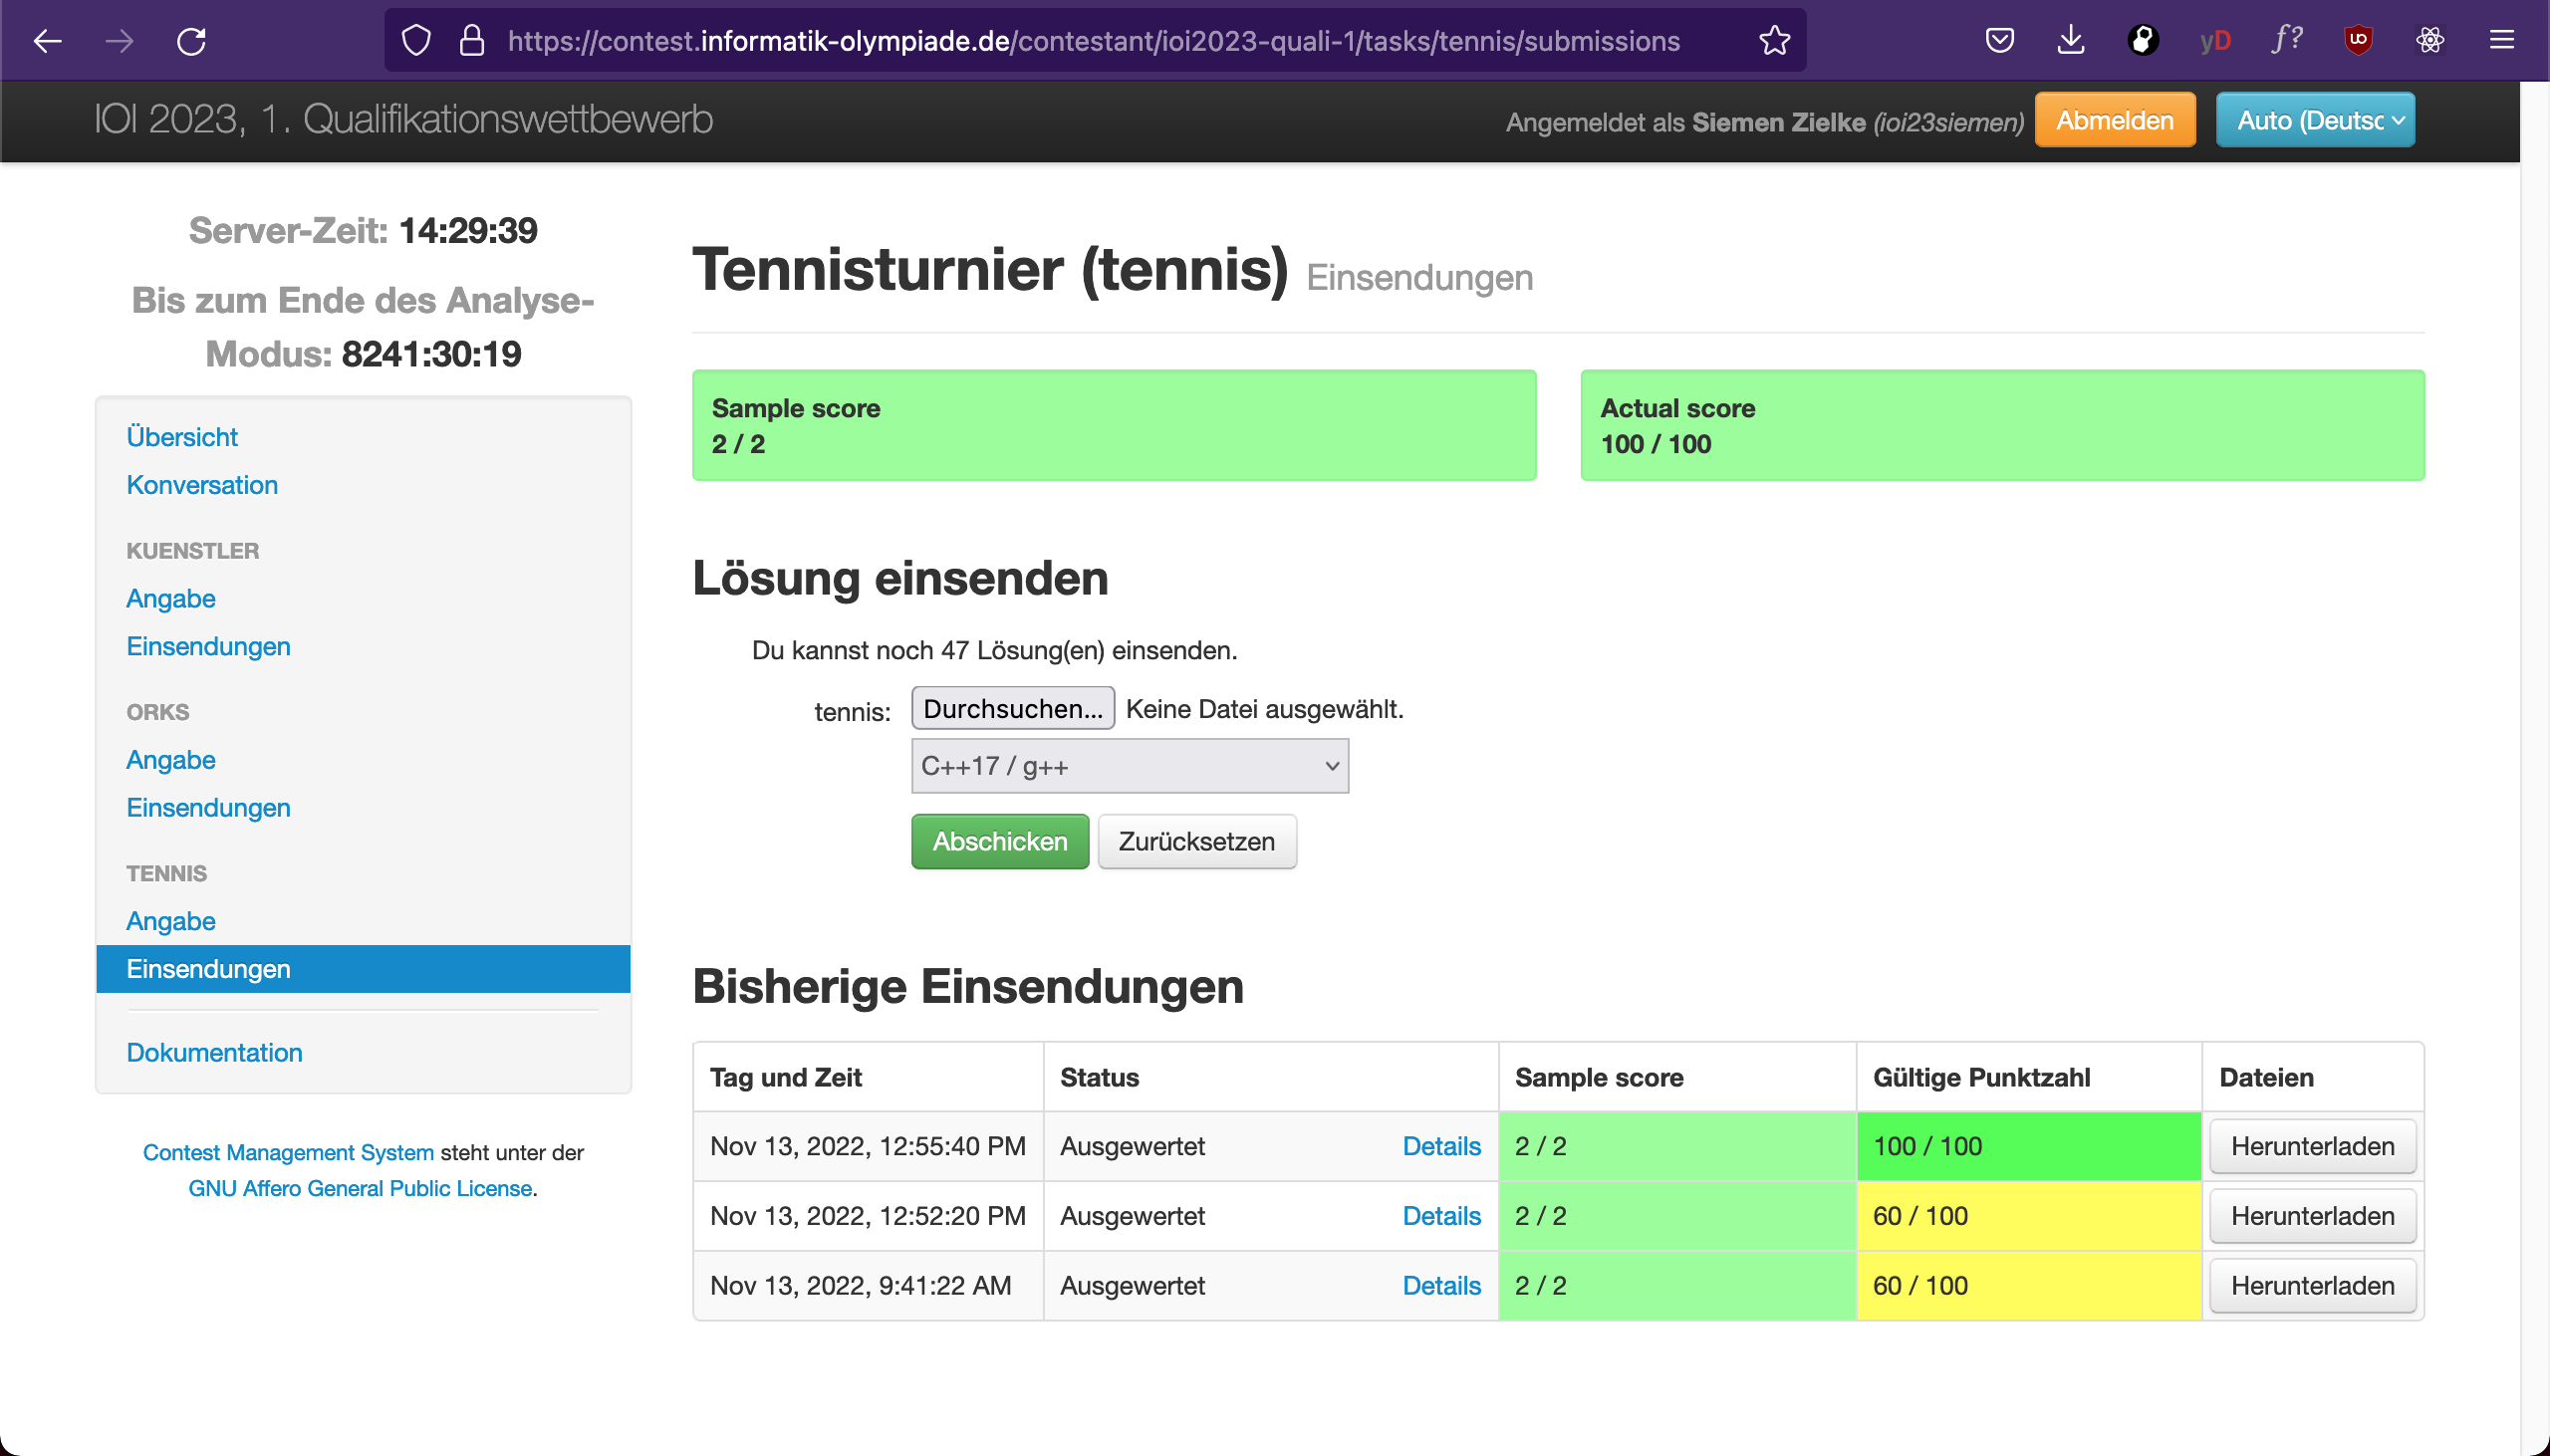 https://contest.informatik-olympiade.de/contestant/ioi2023-quali-1/tasks/tennis/submissions
yD
f?
UO
IOI 2023, 1. Qualifikationswettbewerb
Angemeldet als Siemen Zielke (ioi23siemen)
Abmelden
Auto (Deutsc
Server-Zeit: 14:29:39
Bis zum Ende des Analyse-
Modus: 8241:30:19
Übersicht
Konversation
KUENSTLER
Angabe
Einsendungen
ORKS
Angabe
Einsendungen
TENNIS
Angabe
Einsendungen
Dokumentation
Contest Management System steht unter der
GNU Affero General Public License.
Tennisturnier (tennis) Einsendungen
Sample score
2 / 2
Actual score
100 / 100
Lösung einsenden
Du kannst noch 47 Lösung(en) einsenden.
tennis: Durchsuchen... Keine Datei ausgewählt.
C++17 / g++
Abschicken Zurücksetzen
Bisherige Einsendungen
Tag und Zeit Status Sample score Gültige Punktzahl Dateien
Nov 13, 2022, 12:55:40 PM Ausgewertet Details 2 / 2 100 / 100 Herunterladen
Nov 13, 2022, 12:52:20 PM Ausgewertet Details 2 / 2 60 / 100 Herunterladen
Nov 13, 2022, 9:41:22 AM Ausgewertet Details 2 / 2 60 / 100 Herunterladen